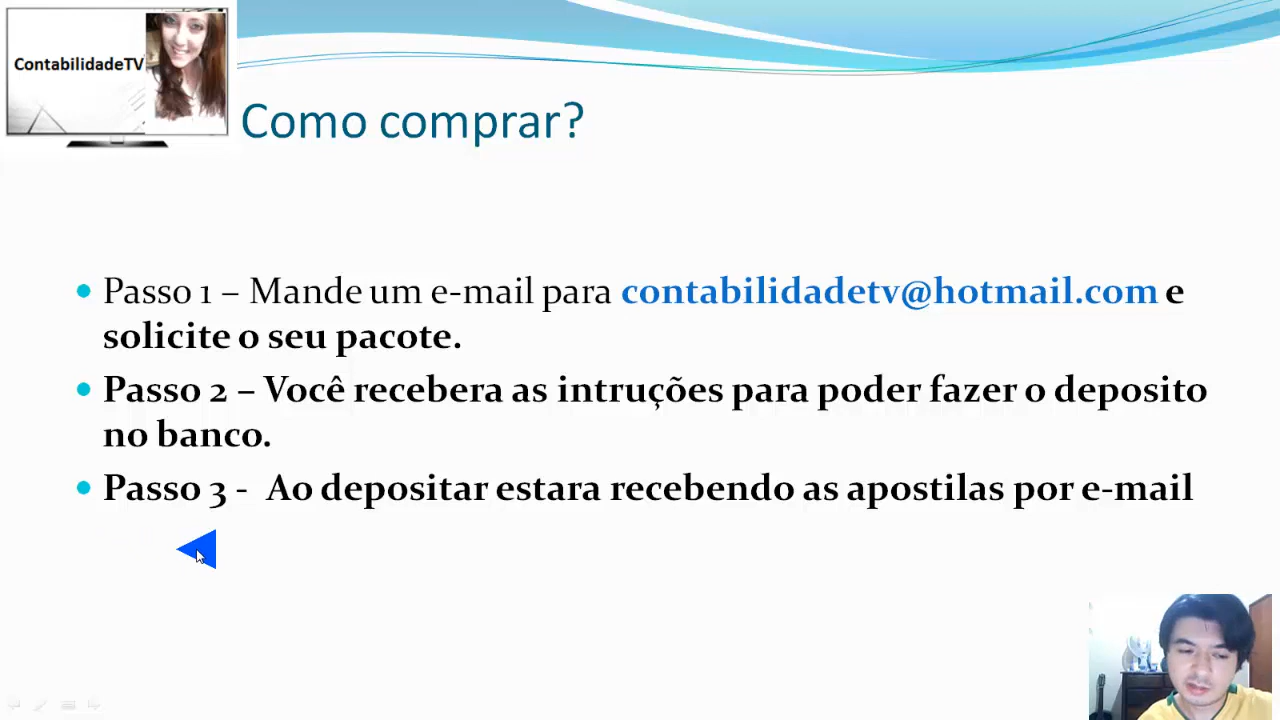 ContabilidadeTV
Como comprar?
Passo 1 – Mande um e-mail para contabilidadetv@hotmail.com e
solicite o seu pacote.
Passo 2 – Você recebera as intruções para poder fazer o deposito
no banco.
Passo 3 - Ao depositar estara recebendo as apostilas por e-mail